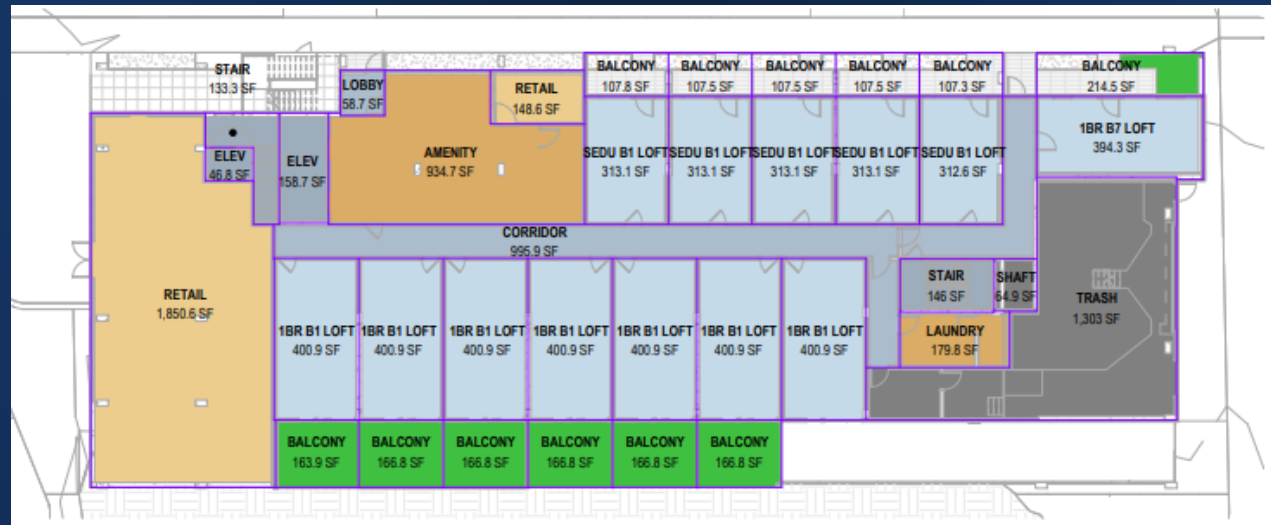 STAIR
133.3 SF
LOBBY
58.7 SF
RETAIL
148.6 SF
BALCONY
107.8 SF
BALCONY
107.5 SF
BALCONY
107.5 SF
BALCONY
107.5 SF
BALCONY
107.3 SF
BALCONY
214.5 SF
ELEV
46.8 SF
ELEV
158.7 SF
AMENITY
934.7 SF
SEDU B1 LOFT
313.1 SF
SEDU B1 LOFT
313.1 SF
SEDU B1 LOFT
313.1 SF
SEDU B1 LOFT
313.1 SF
SEDU B1 LOFT
312.6 SF
1BR B7 LOFT
394.3 SF
CORRIDOR
995.9 SF
RETAIL
1,850.6 SF
1BR B1 LOFT
400.9 SF
1BR B1 LOFT
400.9 SF
1BR B1 LOFT
400.9 SF
1BR B1 LOFT
400.9 SF
1BR B1 LOFT
400.9 SF
1BR B1 LOFT
400.9 SF
1BR B1 LOFT
400.9 SF
STAIR
146 SF
SHAFT
64.9 SF
LAUNDRY
179.8 SF
TRASH
1,303 SF
BALCONY
163.9 SF
BALCONY
166.8 SF
BALCONY
166.8 SF
BALCONY
166.8 SF
BALCONY
166.8 SF
BALCONY
166.8 SF